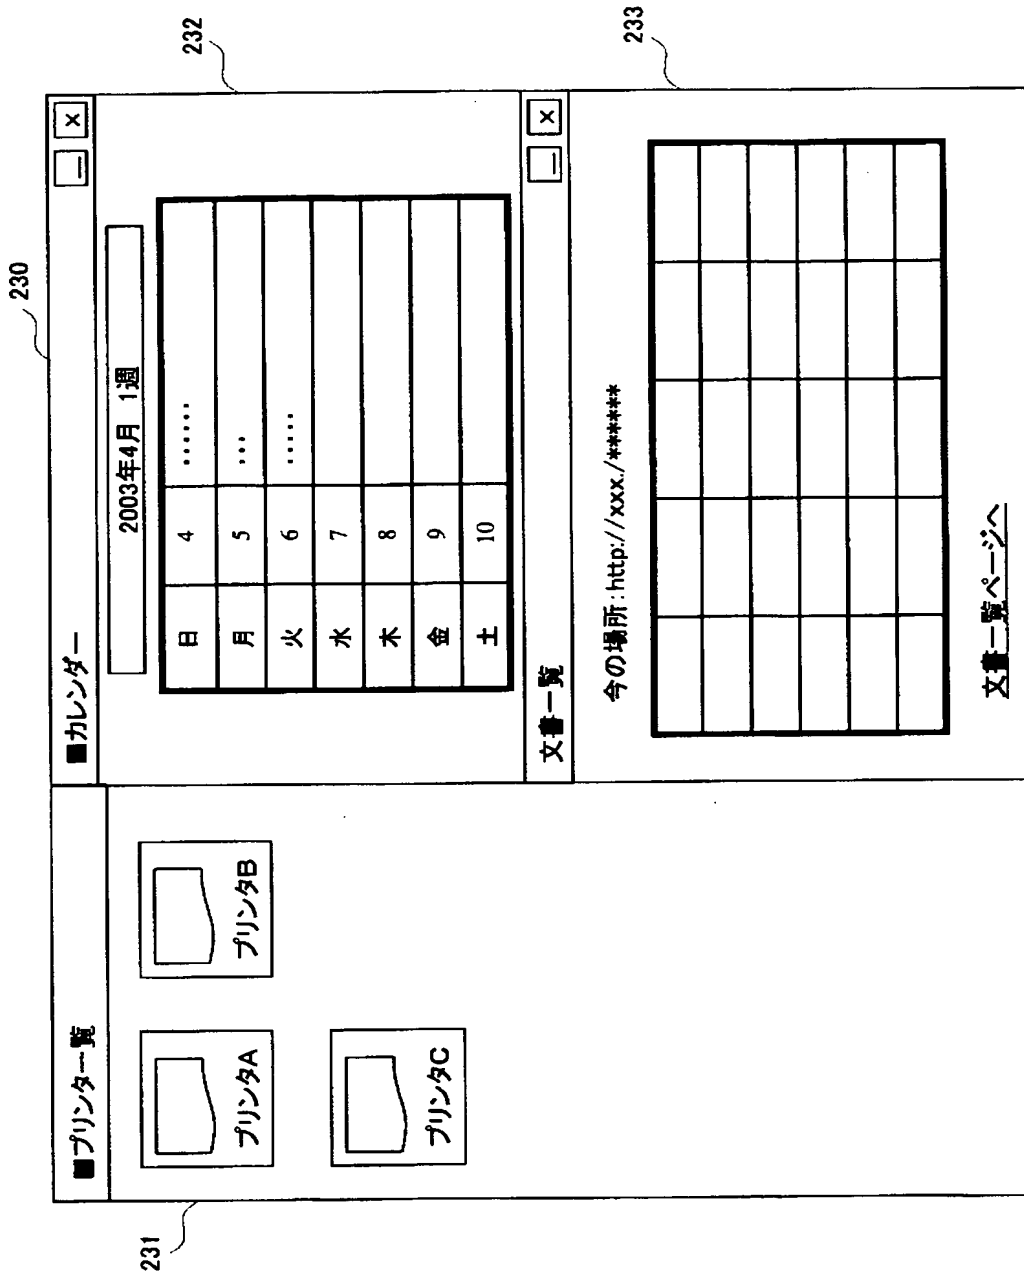 230
■プリンター一覧
プリンタA
プリンタB
プリンタC
231
■カレンダー
_ ×
2003年4月 1週
日 4 ······
月 5 ···
火 6 ·····
水 7
木 8
金 9
土 10
232
文書一覧
_ ×
今の場所:http://xxx./******
文書一覧ページへ
233